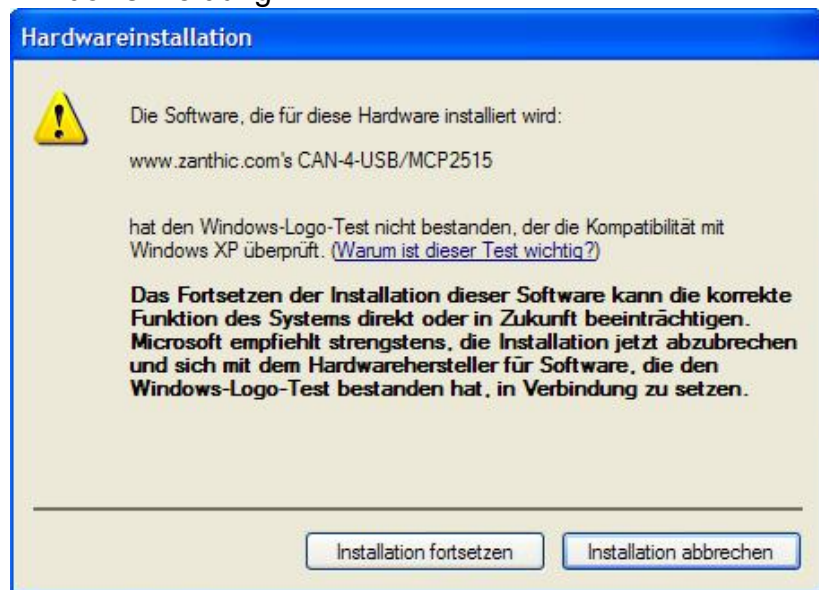 Hardwareinstallation
Die Software, die für diese Hardware installiert wird:
www.zanthic.com's CAN-4-USB/MCP2515
hat den Windows-Logo-Test nicht bestanden, der die Kompatibilität mit
Windows XP überprüft. (Warum ist dieser Test wichtig?)
Das Fortsetzen der Installation dieser Software kann die korrekte
Funktion des Systems direkt oder in Zukunft beeinträchtigen.
Microsoft empfiehlt strengstens, die Installation jetzt abzubrechen
und sich mit dem Hardwarehersteller für Software, die den
Windows-Logo-Test bestanden hat, in Verbindung zu setzen.
Installation fortsetzen Installation abbrechen